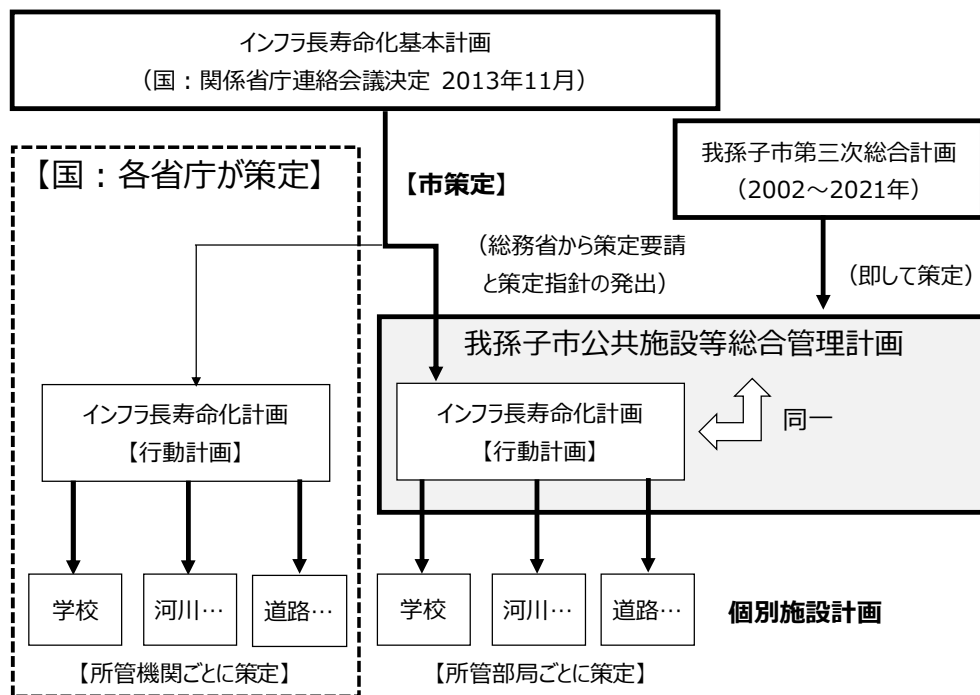 インフラ長寿命化基本計画
（国：関係省庁連絡会議決定 2013年11月）
【国：各省庁が策定】
【市策定】
我孫子市第三次総合計画
（2002～2021年）
（総務省から策定要請
と策定指針の発出）
（即して策定）
我孫子市公共施設等総合管理計画
インフラ長寿命化計画
【行動計画】
インフラ長寿命化計画
【行動計画】
同一
学校
河川…
道路…
学校
河川…
道路…
個別施設計画
【所管機関ごとに策定】
【所管部局ごとに策定】